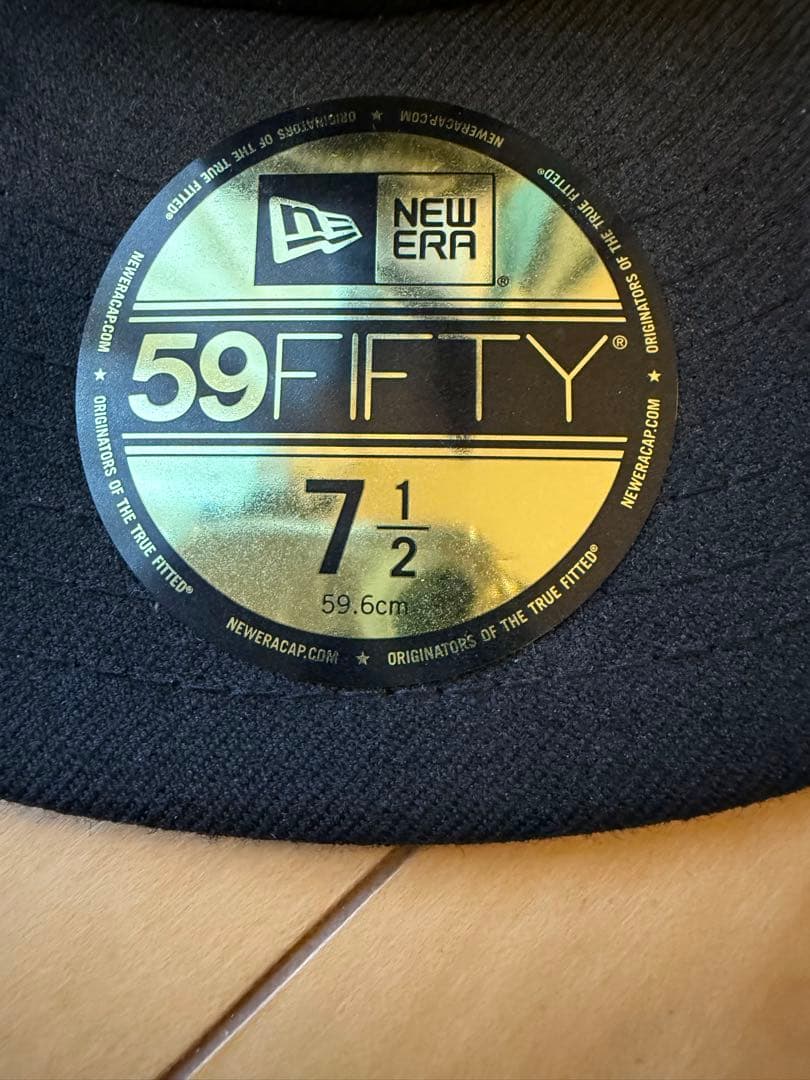 NEW
ERA®
59FIFTY®
7 1/2
59.6cm
NEWERACAP.COM ★ ORIGINATORS OF THE TRUE FITTED®
NEWERACAP.COM ★ ORIGINATORS OF THE TRUE FITTED®
NEWERACAP.COM ★ ORIGINATORS OF THE TRUE FITTED®
NEWERACAP.COM ★ ORIGINATORS OF THE TRUE FITTED®